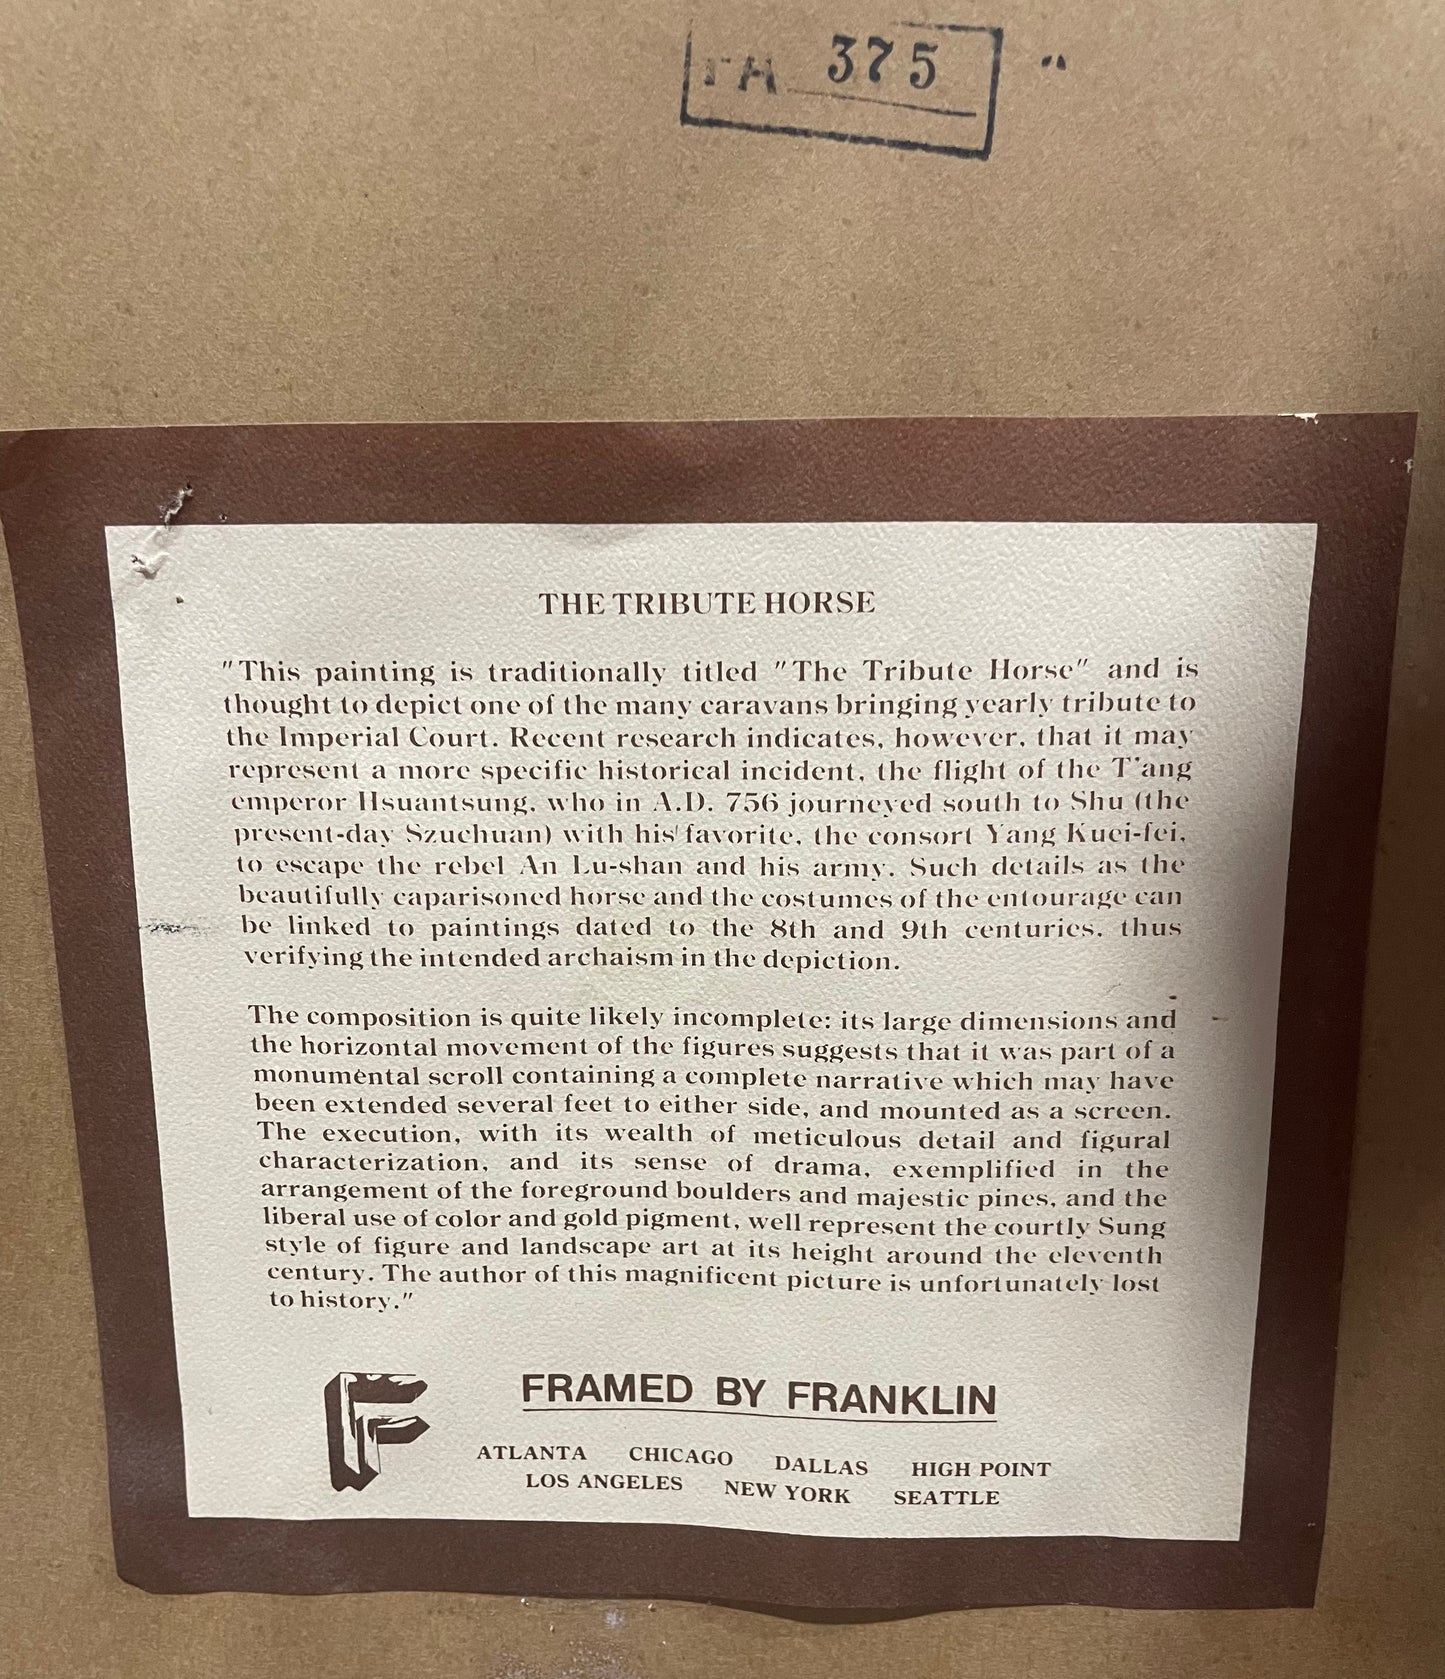 FA 375 "
THE TRIBUTE HORSE
"This painting is traditionally titled "The Tribute Horse" and is
thought to depict one of the many caravans bringing yearly tribute to
the Imperial Court. Recent research indicates, however, that it may
represent a more specific historical incident, the flight of the T'ang
emperor Hsuantsung, who in A.D. 756 journeyed south to Shu (the
present-day Szuchuan) with his favorite, the consort Yang Kuei-fei,
to escape the rebel An Lu-shan and his army. Such details as the
beautifully caparisoned horse and the costumes of the entourage can
be linked to paintings dated to the 8th and 9th centuries, thus
verifying the intended archaism in the depiction.
The composition is quite likely incomplete: its large dimensions and
the horizontal movement of the figures suggests that it was part of a
monumental scroll containing a complete narrative which may have
been extended several feet to either side, and mounted as a screen.
The execution, with its wealth of meticulous detail and figural
characterization, and its sense of drama, exemplified in the
arrangement of the foreground boulders and majestic pines, and the
liberal use of color and gold pigment, well represent the courtly Sung
style of figure and landscape art at its height around the eleventh
century. The author of this magnificent picture is unfortunately lost
to history."
FRAMED BY FRANKLIN
ATLANTA CHICAGO DALLAS HIGH POINT
LOS ANGELES NEW YORK SEATTLE